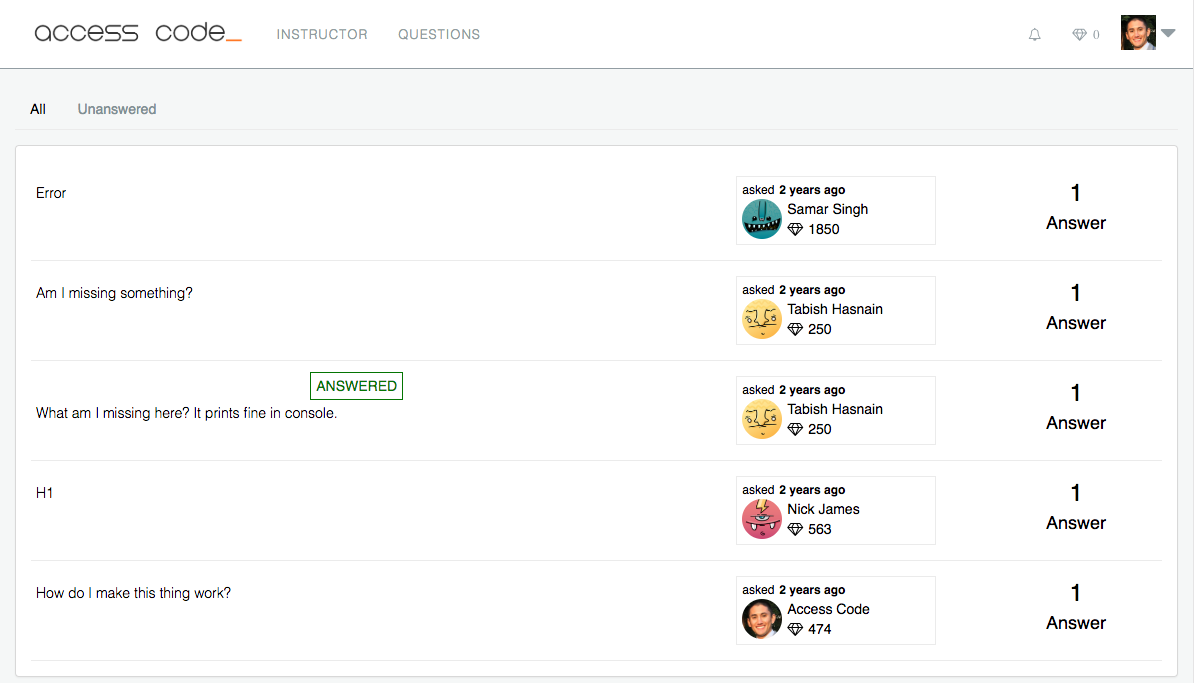 access code_ INSTRUCTOR QUESTIONS 0
All Unanswered
Error
asked 2 years ago
Samar Singh
1850
1
Answer
Am I missing something?
asked 2 years ago
Tabish Hasnain
250
1
Answer
ANSWERED
What am I missing here? It prints fine in console.
asked 2 years ago
Tabish Hasnain
250
1
Answer
H1
asked 2 years ago
Nick James
563
1
Answer
How do I make this thing work?
asked 2 years ago
Access Code
474
1
Answer